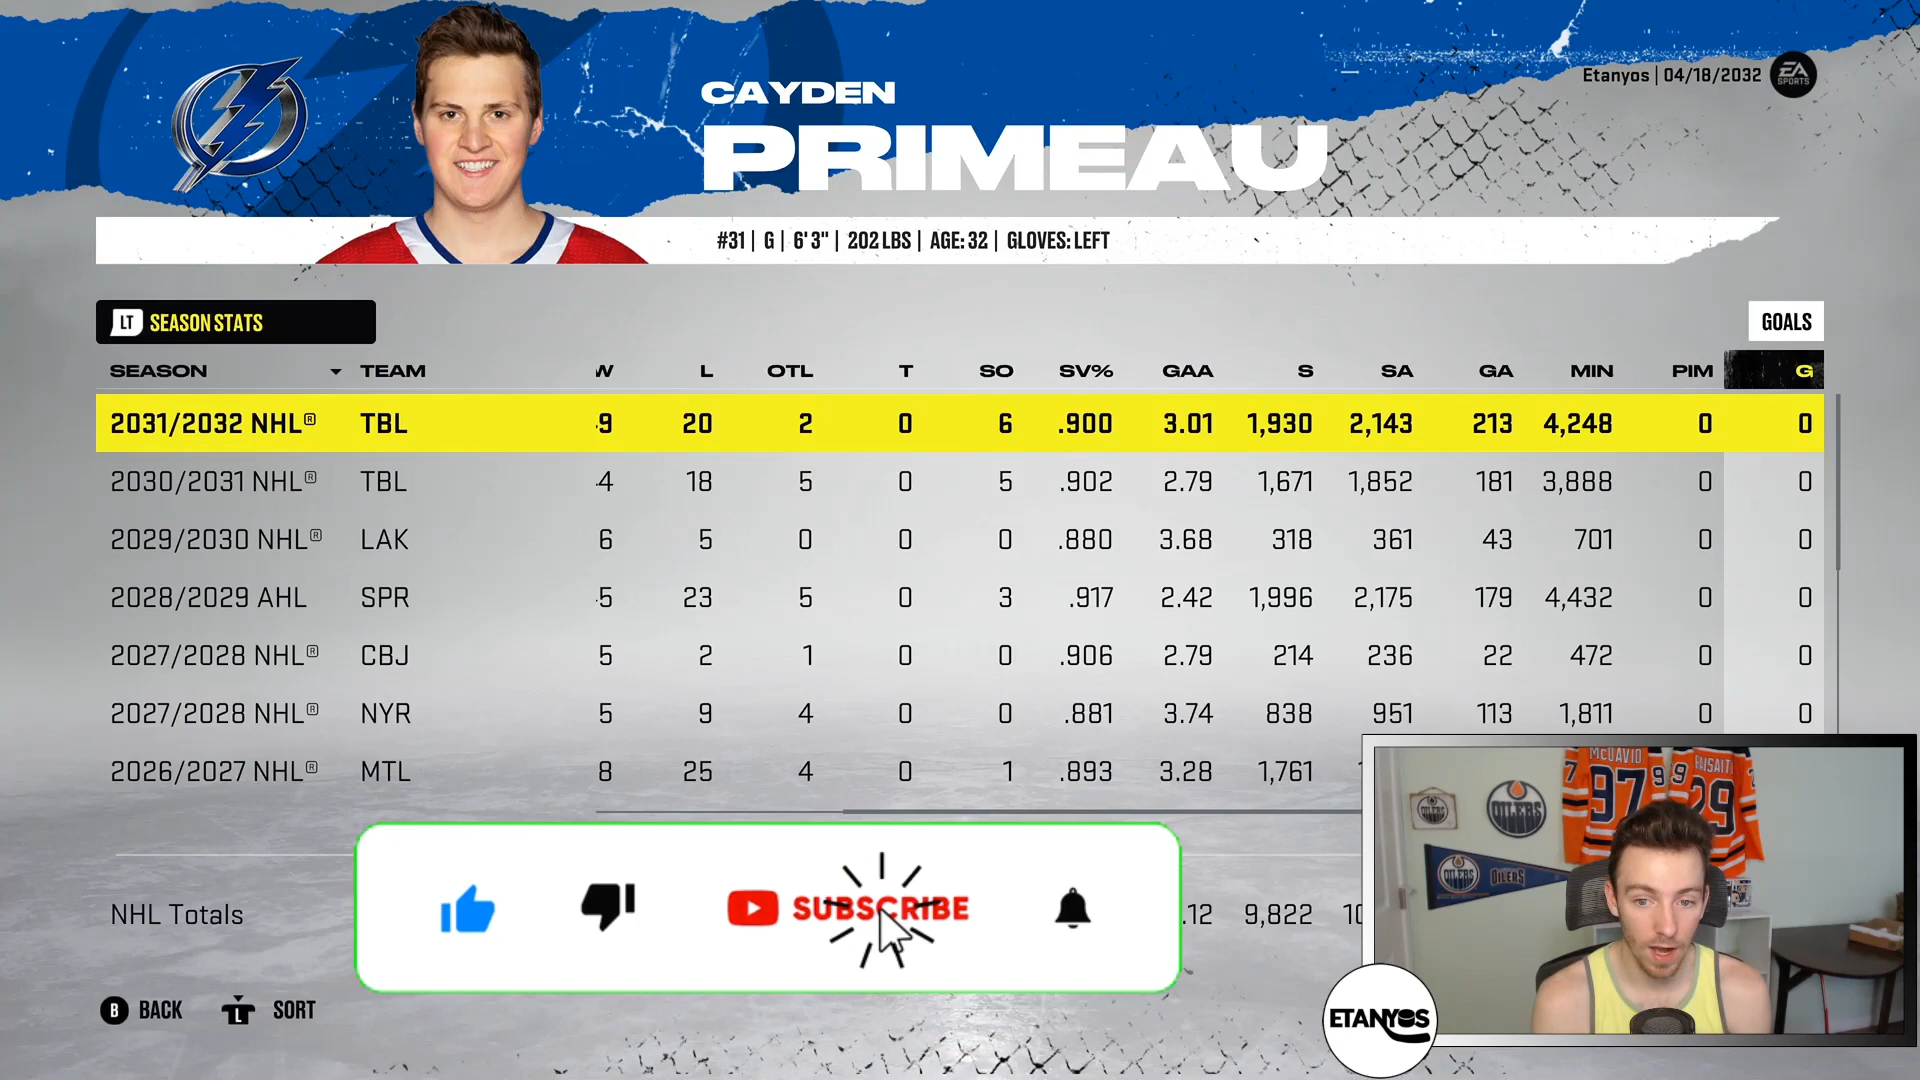 Etanyos | 04/18/2032
EA
SPORTS
CAYDEN
PRIMEAU
#31 | G | 6' 3" | 202 LBS | AGE: 32 | GLOVES: LEFT
LT SEASON STATS
GOALS
SEASON TEAM W L OTL T SO SV% GAA S SA GA MIN PIM G
2031/2032 NHL® TBL 9 20 2 0 6 .900 3.01 1,930 2,143 213 4,248 0 0
2030/2031 NHL® TBL 4 18 5 0 5 .902 2.79 1,671 1,852 181 3,888 0 0
2029/2030 NHL® LAK 6 5 0 0 0 .880 3.68 318 361 43 701 0 0
2028/2029 AHL SPR 5 23 5 0 3 .917 2.42 1,996 2,175 179 4,432 0 0
2027/2028 NHL® CBJ 5 2 1 0 0 .906 2.79 214 236 22 472 0 0
2027/2028 NHL® NYR 5 9 4 0 0 .881 3.74 838 951 113 1,811 0 0
2026/2027 NHL® MTL 8 25 4 0 1 .893 3.28 1,761
NHL Totals .12 9,822 10
SUBSCRIBE
B BACK L SORT
McDAVID
97
9
29
OILERS
OILERS
OILERS
OILERS
ETANYOS